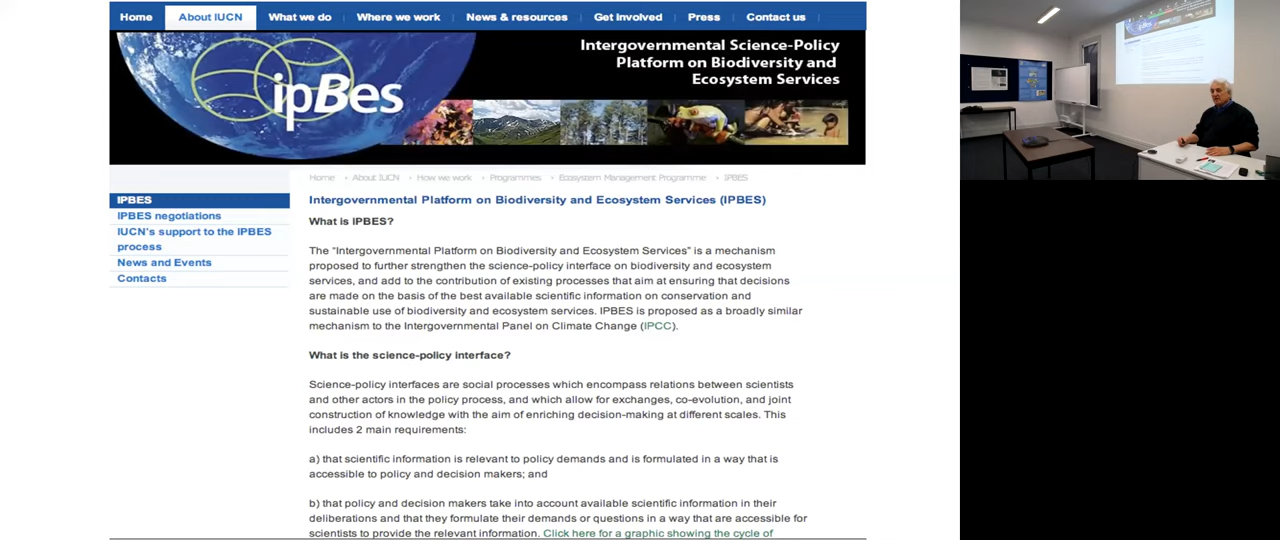 Home About IUCN What we do Where we work News & resources Get Involved Press Contact us
ipBes
Intergovernmental Science-Policy
Platform on Biodiversity and
Ecosystem Services
Home About IUCN How we work Programmes Ecosystem Management Programme IPBES
IPBES
IPBES negotiations
IUCN's support to the IPBES
process
News and Events
Contacts
Intergovernmental Platform on Biodiversity and Ecosystem Services (IPBES)
What is IPBES?
The “Intergovernmental Platform on Biodiversity and Ecosystem Services” is a mechanism
proposed to further strengthen the science-policy interface on biodiversity and ecosystem
services, and add to the contribution of existing processes that aim at ensuring that decisions
are made on the basis of the best available scientific information on conservation and
sustainable use of biodiversity and ecosystem services. IPBES is proposed as a broadly similar
mechanism to the Intergovernmental Panel on Climate Change (IPCC).
What is the science-policy interface?
Science-policy interfaces are social processes which encompass relations between scientists
and other actors in the policy process, and which allow for exchanges, co-evolution, and joint
construction of knowledge with the aim of enriching decision-making at different scales. This
includes 2 main requirements:
a) that scientific information is relevant to policy demands and is formulated in a way that is
accessible to policy and decision makers; and
b) that policy and decision makers take into account available scientific information in their
deliberations and that they formulate their demands or questions in a way that are accessible for
scientists to provide the relevant information. Click here for a graphic showing the cycle of